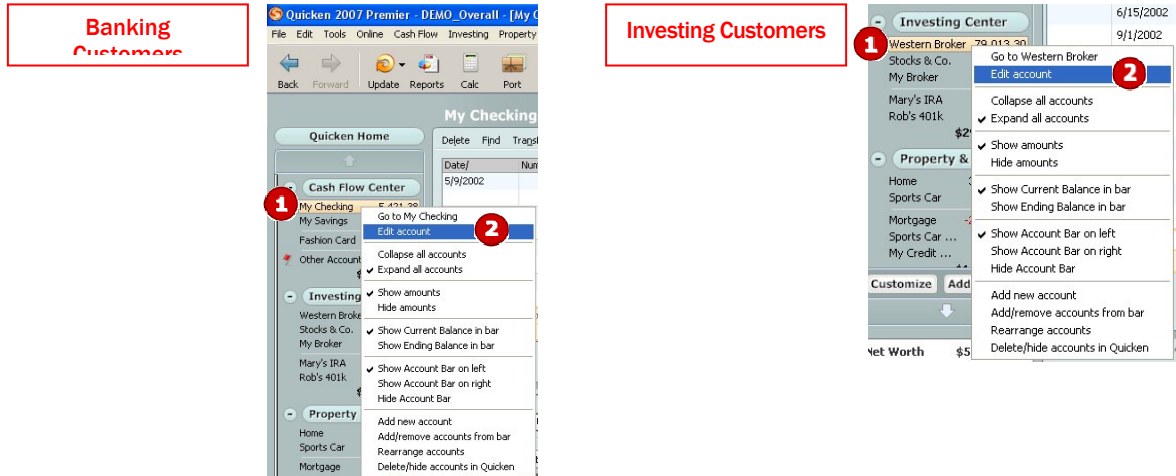 Banking
Customers
Quicken 2007 Premier - DEMO_Overall - [My
File Edit Tools Online Cash Flow Investing Property
Back Forward Update Reports Calc Port
My Checking
Quicken Home
Delete Find
Date/
5/9/2002
Cash Flow Center
1
My Checking 5,421.38
My Savings
Fashion Card
Other Account
$
Go to My Checking
Edit account
2
Collapse all accounts
✔ Expand all accounts
✔ Show amounts
Hide amounts
✔ Show Current Balance in bar
Show Ending Balance in bar
✔ Show Account Bar on left
Show Account Bar on right
Hide Account Bar
Add new account
Add/remove accounts from bar
Rearrange accounts
Delete/hide accounts in Quicken
Investing
Western Broke
Stocks & Co.
My Broker
Mary's IRA
Rob's 401k
$
Property
Home
Sports Car
Mortgage
Investing Customers
6/15/2002
9/1/2002
Investing Center
1
Western Broker 79,013.30
Stocks & Co.
My Broker
Mary's IRA
Rob's 401k
Property &
Home
Sports Car
Mortgage
Sports Car ...
My Credit ...
Customize Add
Net Worth $5
Go to Western Broker
Edit account
2
Collapse all accounts
✔ Expand all accounts
✔ Show amounts
Hide amounts
✔ Show Current Balance in bar
Show Ending Balance in bar
✔ Show Account Bar on left
Show Account Bar on right
Hide Account Bar
Add new account
Add/remove accounts from bar
Rearrange accounts
Delete/hide accounts in Quicken